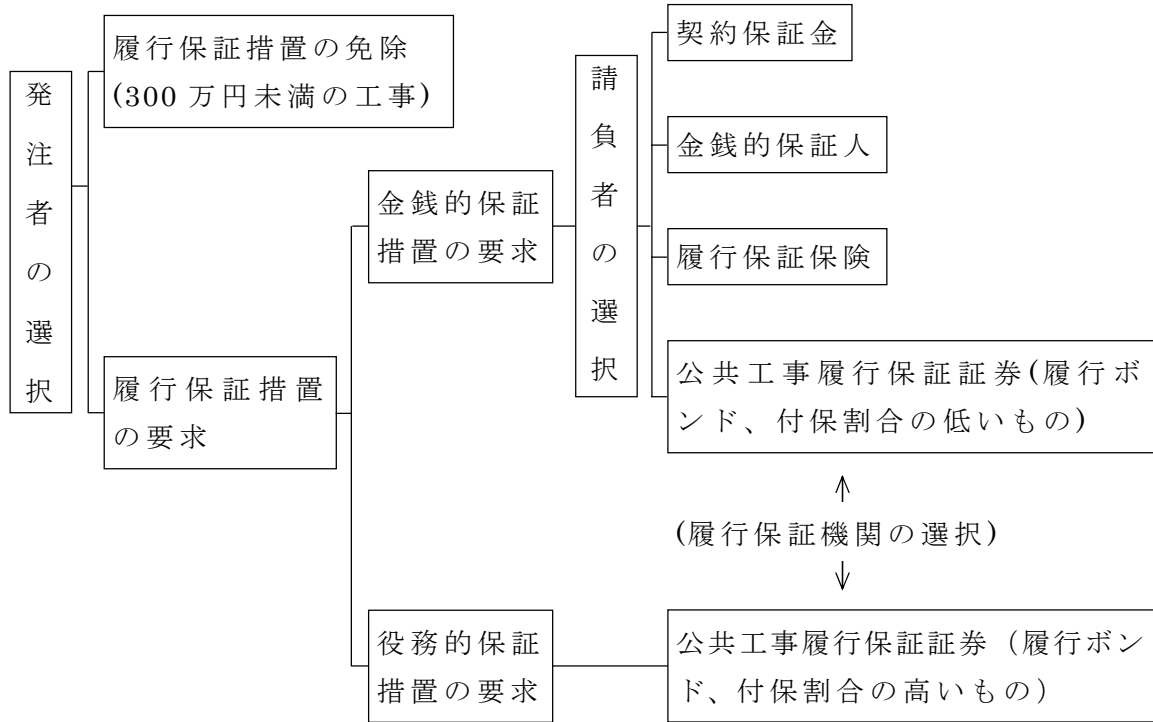 発注者の選択
履行保証措置の免除
(300 万円未満の工事)
履行保証措置
の要求
金銭的保証
措置の要求
請負者の選択
契約保証金
金銭的保証人
履行保証保険
公共工事履行保証証券(履行ボ
ンド、付保割合の低いもの)
(履行保証機関の選択)
役務的保証
措置の要求
公共工事履行保証証券（履行ボン
ド、付保割合の高いもの）